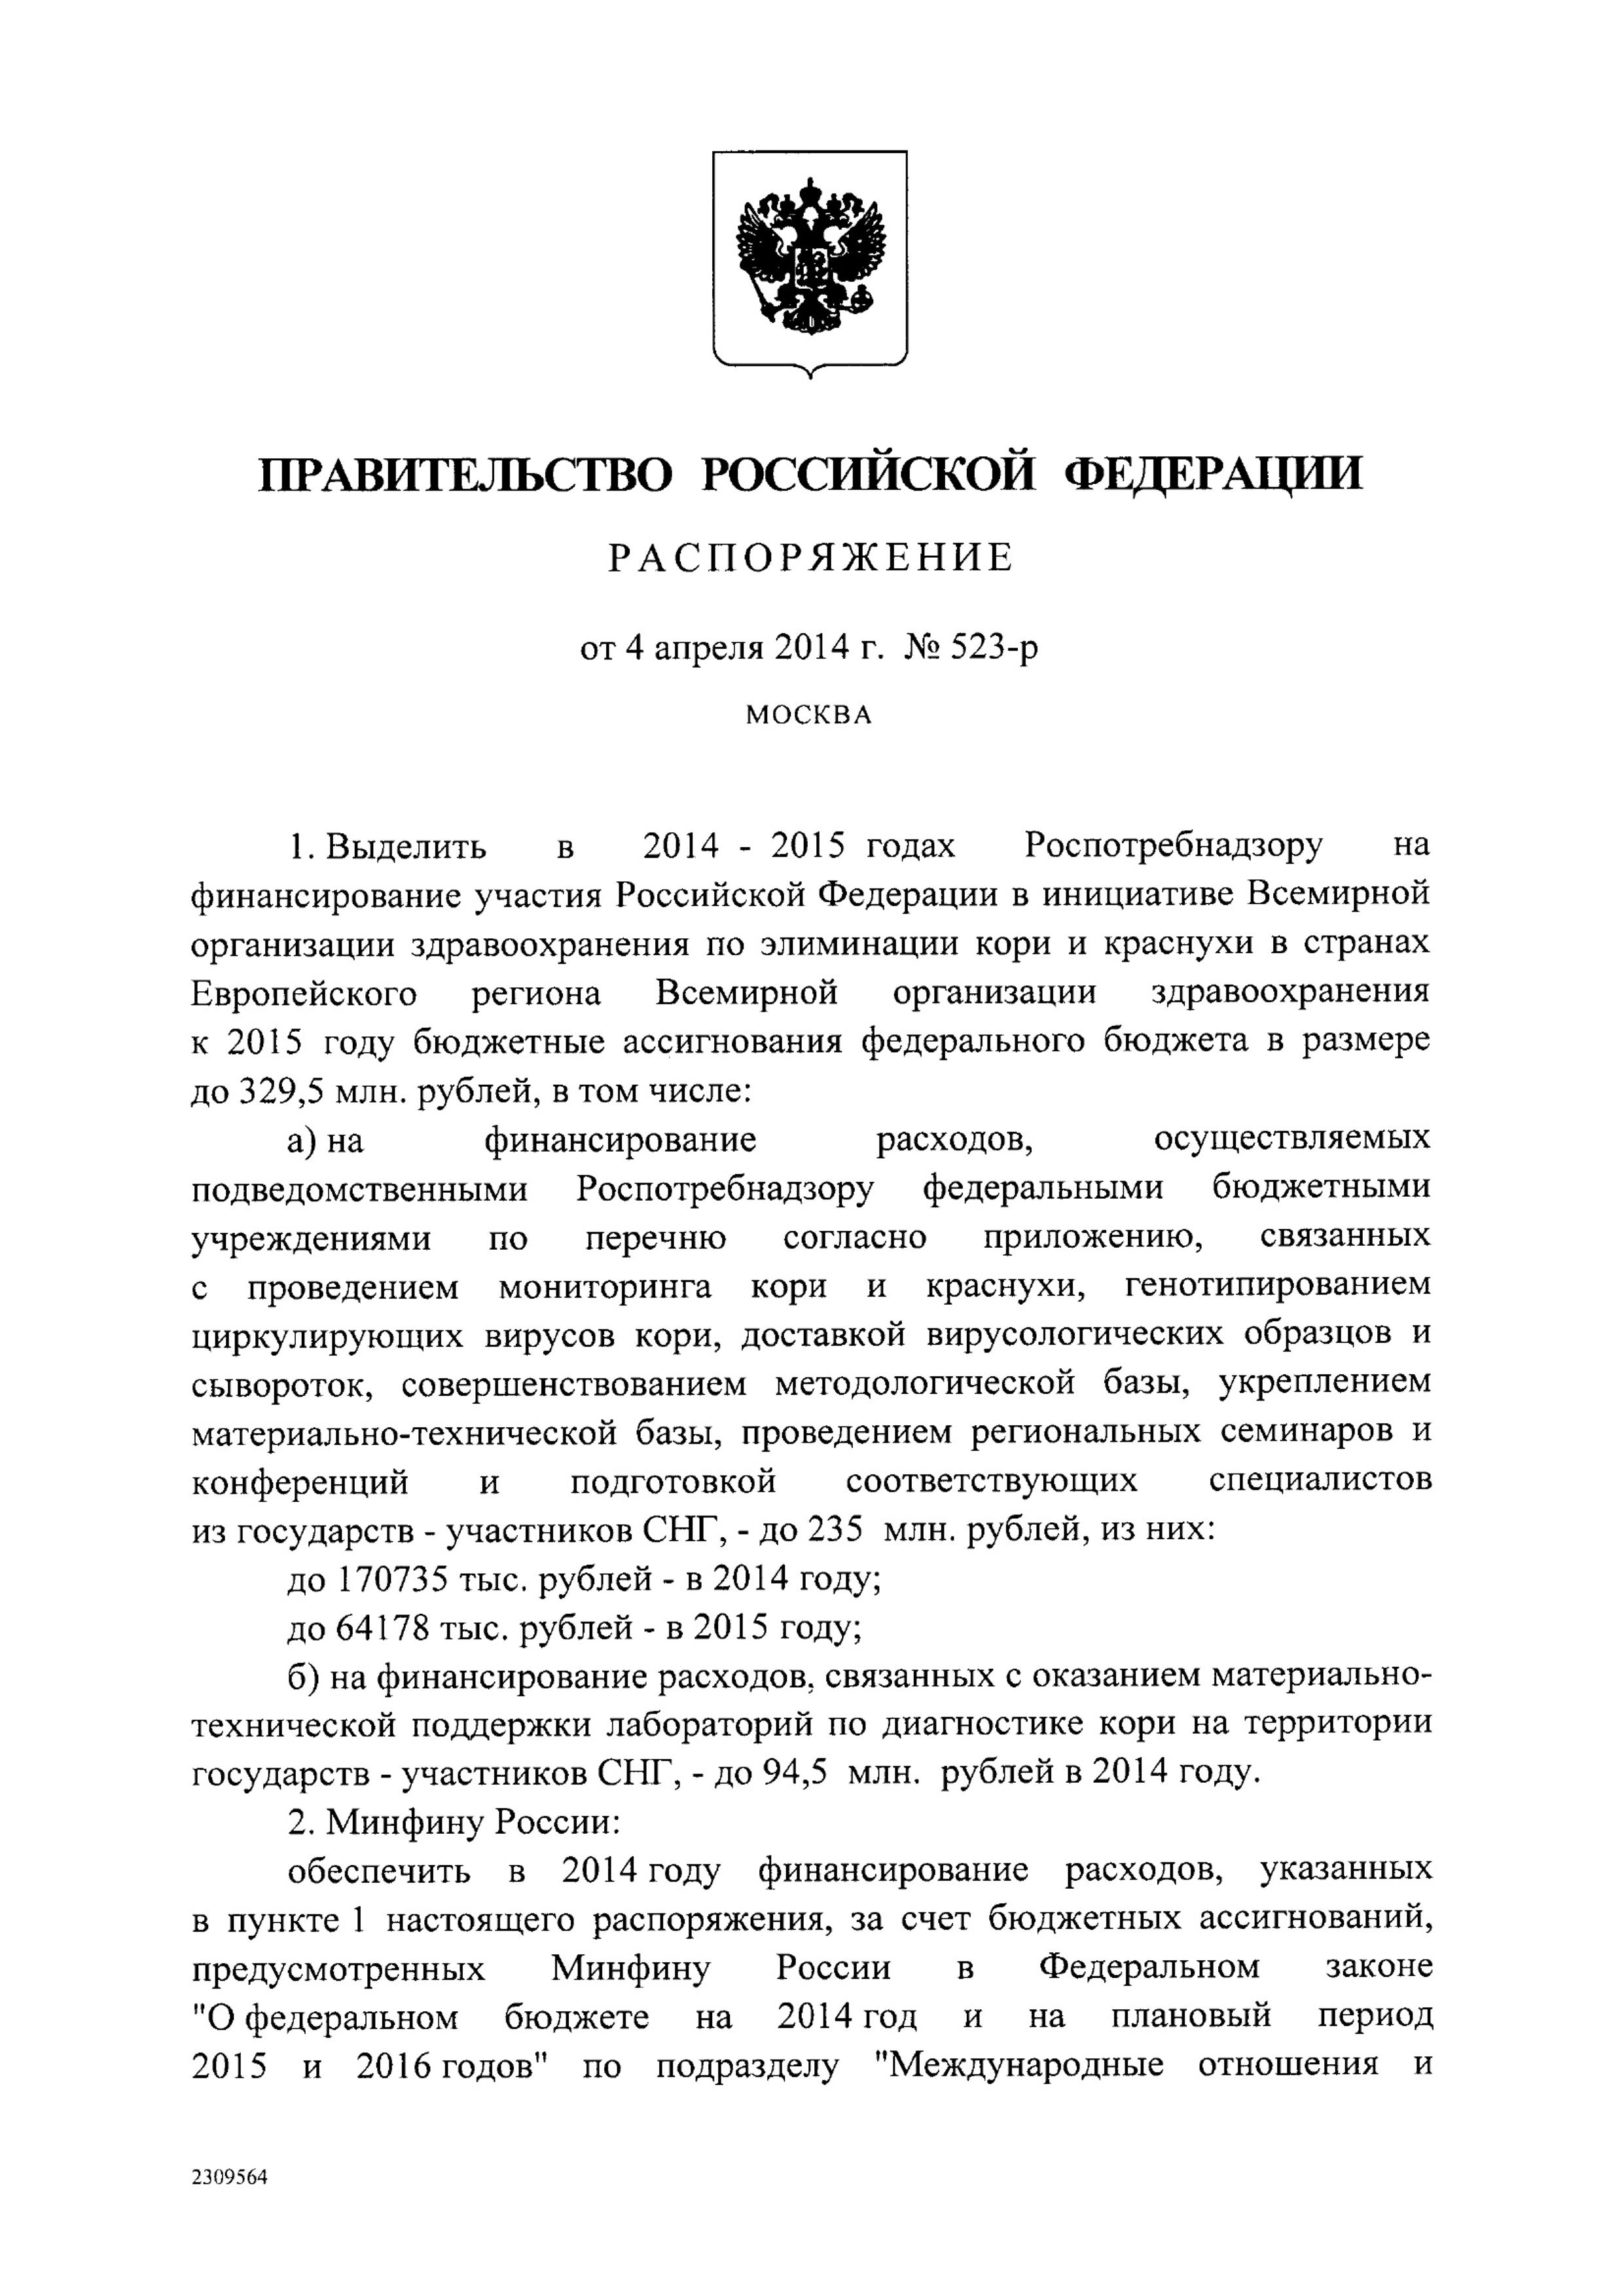 ПРАВИТЕЛЬСТВО РОССИЙСКОЙ ФЕДЕРАЦИИ
РАСПОРЯЖЕНИЕ
от 4 апреля 2014 г. № 523-р
МОСКВА
1. Выделить в 2014 - 2015 годах Роспотребнадзору на
финансирование участия Российской Федерации в инициативе Всемирной
организации здравоохранения по элиминации кори и краснухи в странах
Европейского региона Всемирной организации здравоохранения
к 2015 году бюджетные ассигнования федерального бюджета в размере
до 329,5 млн. рублей, в том числе:
а) на финансирование расходов, осуществляемых
подведомственными Роспотребнадзору федеральными бюджетными
учреждениями по перечню согласно приложению, связанных
с проведением мониторинга кори и краснухи, генотипированием
циркулирующих вирусов кори, доставкой вирусологических образцов и
сывороток, совершенствованием методологической базы, укреплением
материально-технической базы, проведением региональных семинаров и
конференций и подготовкой соответствующих специалистов
из государств - участников СНГ, - до 235 млн. рублей, из них:
до 170735 тыс. рублей - в 2014 году;
до 64178 тыс. рублей - в 2015 году;
б) на финансирование расходов, связанных с оказанием материально-
технической поддержки лабораторий по диагностике кори на территории
государств - участников СНГ, - до 94,5 млн. рублей в 2014 году.
2. Минфину России:
обеспечить в 2014 году финансирование расходов, указанных
в пункте 1 настоящего распоряжения, за счет бюджетных ассигнований,
предусмотренных Минфину России в Федеральном законе
"О федеральном бюджете на 2014 год и на плановый период
2015 и 2016 годов" по подразделу "Международные отношения и
2309564